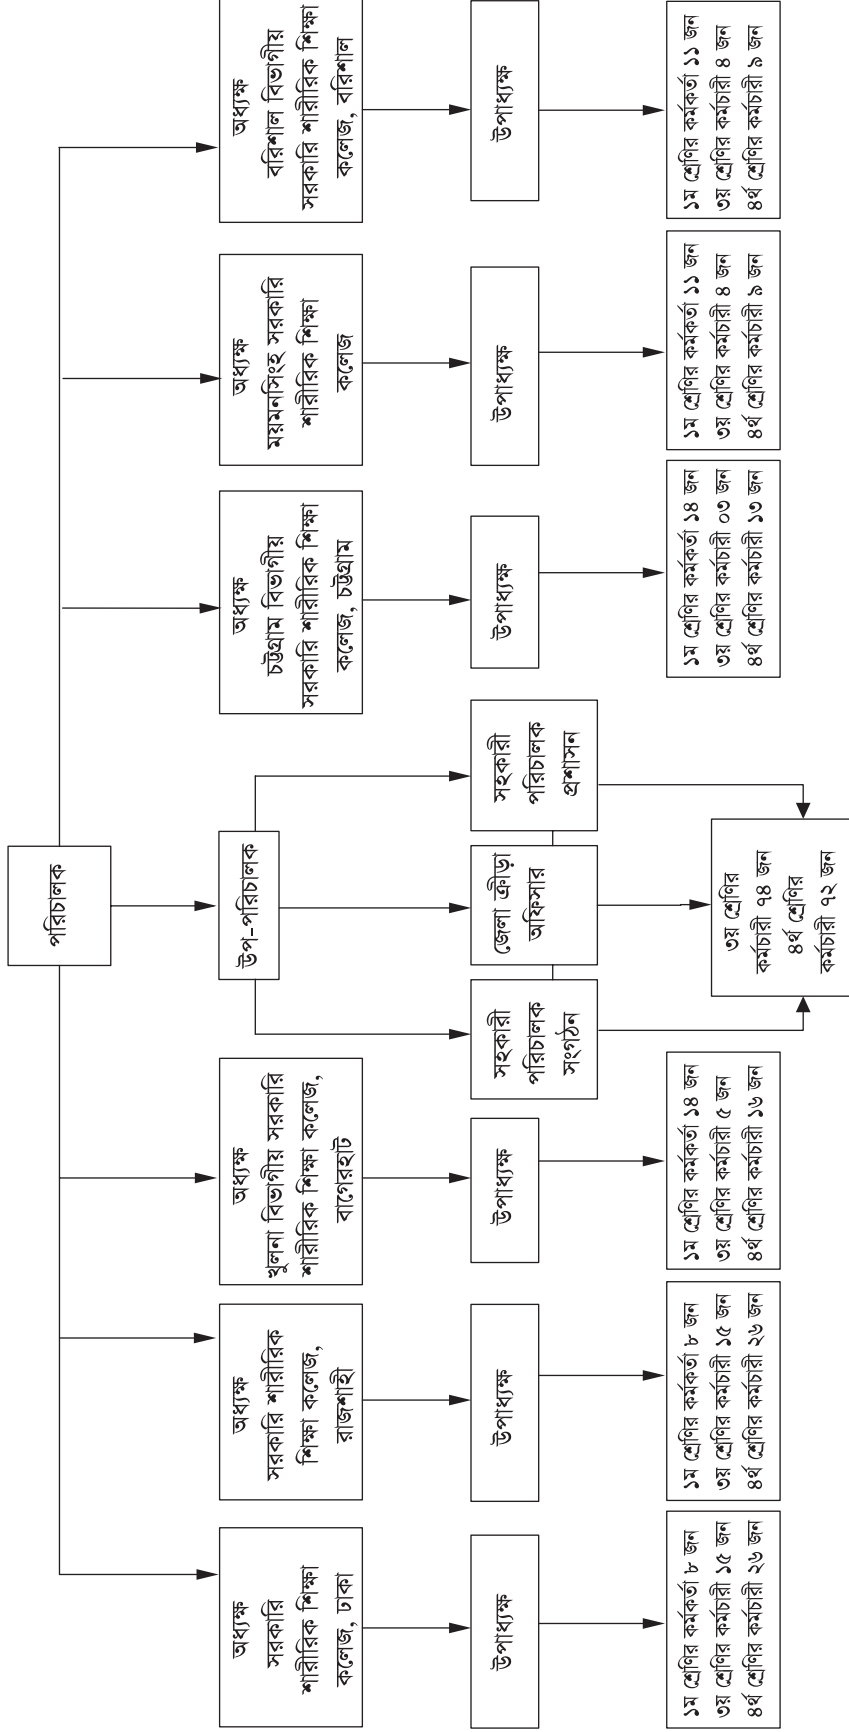 পরিচালক
অধ্যক্ষ
সরকারি
শারীরিক শিক্ষা
কলেজ, ঢাকা
অধ্যক্ষ
সরকারি শারীরিক
শিক্ষা কলেজ,
রাজশাহী
অধ্যক্ষ
খুলনা বিভাগীয় সরকারি
শারীরিক শিক্ষা কলেজ,
বাগেরহাট
উপ-পরিচালক
অধ্যক্ষ
চট্টগ্রাম বিভাগীয়
সরকারি শারীরিক শিক্ষা
কলেজ, চট্টগ্রাম
অধ্যক্ষ
ময়মনসিংহ সরকারি
শারীরিক শিক্ষা
কলেজ
অধ্যক্ষ
বরিশাল বিভাগীয়
সরকারি শারীরিক শিক্ষা
কলেজ, বরিশাল
উপাধ্যক্ষ
উপাধ্যক্ষ
উপাধ্যক্ষ
সহকারী
পরিচালক
সংগঠন
জেলা ক্রীড়া
অফিসার
সহকারী
পরিচালক
প্রশাসন
উপাধ্যক্ষ
উপাধ্যক্ষ
উপাধ্যক্ষ
১ম শ্রেণির কর্মকর্তা ৮ জন
৩য় শ্রেণির কর্মচারী ১৫ জন
৪র্থ শ্রেণির কর্মচারী ২৬ জন
১ম শ্রেণির কর্মকর্তা ৮ জন
৩য় শ্রেণির কর্মচারী ১৫ জন
৪র্থ শ্রেণির কর্মচারী ২৬ জন
১ম শ্রেণির কর্মকর্তা ১৪ জন
৩য় শ্রেণির কর্মচারী ৫ জন
৪র্থ শ্রেণির কর্মচারী ১৬ জন
৩য় শ্রেণির
কর্মচারী ৭৪ জন
৪র্থ শ্রেণির
কর্মচারী ৭২ জন
১ম শ্রেণির কর্মকর্তা ১৪ জন
৩য় শ্রেণির কর্মচারী ০৩ জন
৪র্থ শ্রেণির কর্মচারী ১৩ জন
১ম শ্রেণির কর্মকর্তা ১১ জন
৩য় শ্রেণির কর্মচারী ৪ জন
৪র্থ শ্রেণির কর্মচারী ৯ জন
১ম শ্রেণির কর্মকর্তা ১১ জন
৩য় শ্রেণির কর্মচারী ৪ জন
৪র্থ শ্রেণির কর্মচারী ৯ জন